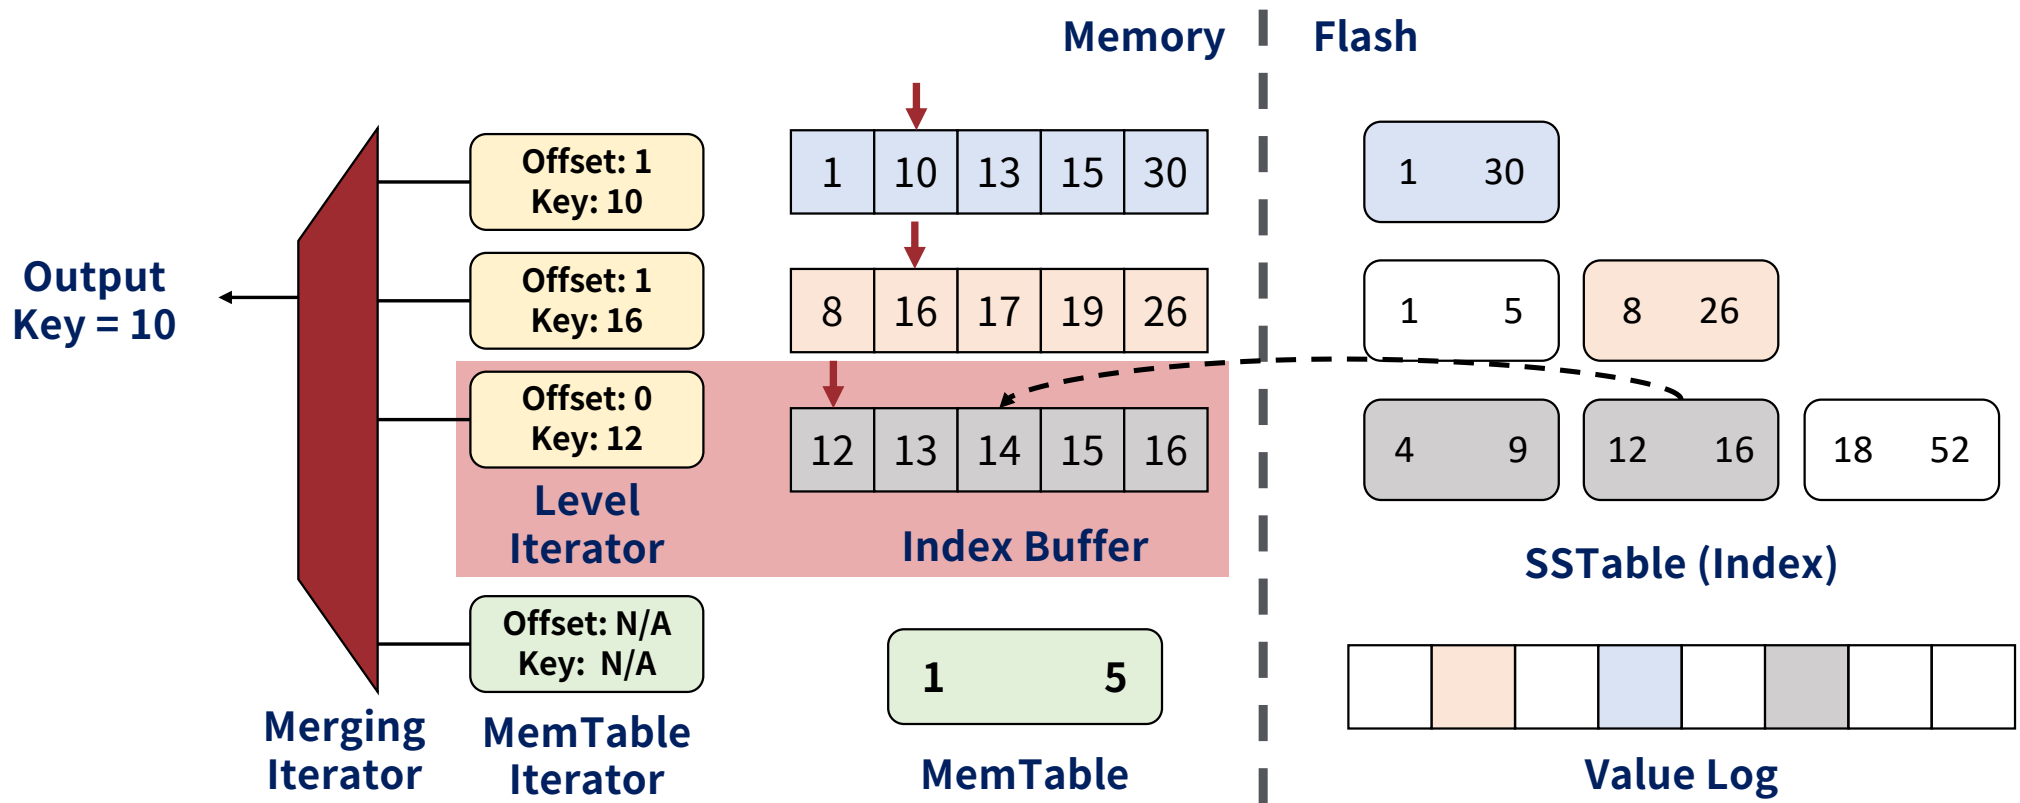 Memory
Flash
Offset: 1
Key: 10
1 10 13 15 30
1 30
Output
Key = 10
Offset: 1
Key: 16
8 16 17 19 26
1 5
8 26
Offset: 0
Key: 12
12 13 14 15 16
4 9
12 16
18 52
Level
Iterator
Index Buffer
SSTable (Index)
Offset: N/A
Key: N/A
1 5
Merging
Iterator
MemTable
Iterator
MemTable
Value Log